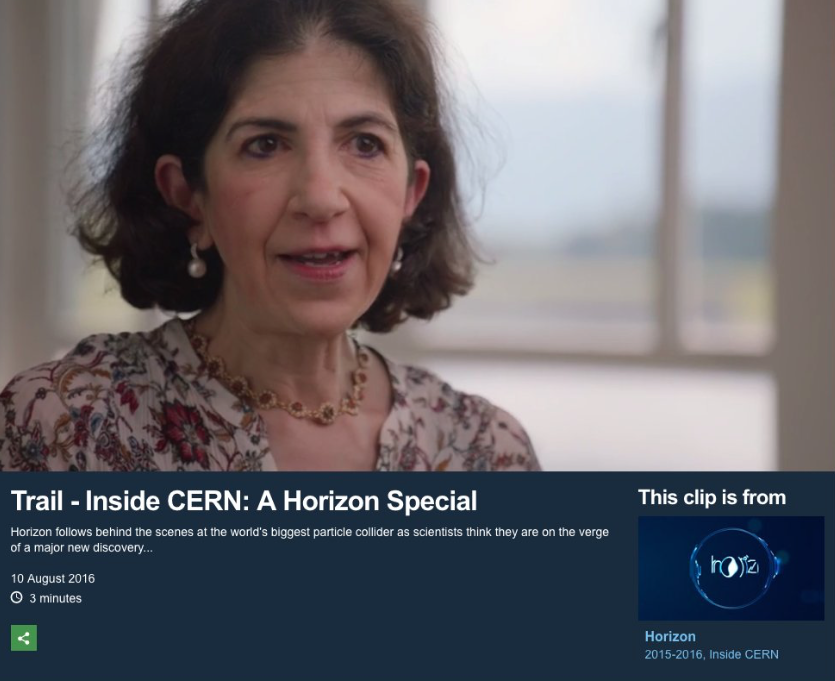 Trail - Inside CERN: A Horizon Special
Horizon follows behind the scenes at the world's biggest particle collider as scientists think they are on the verge
of a major new discovery...
10 August 2016
3 minutes
This clip is from
Horizon
2015-2016, Inside CERN